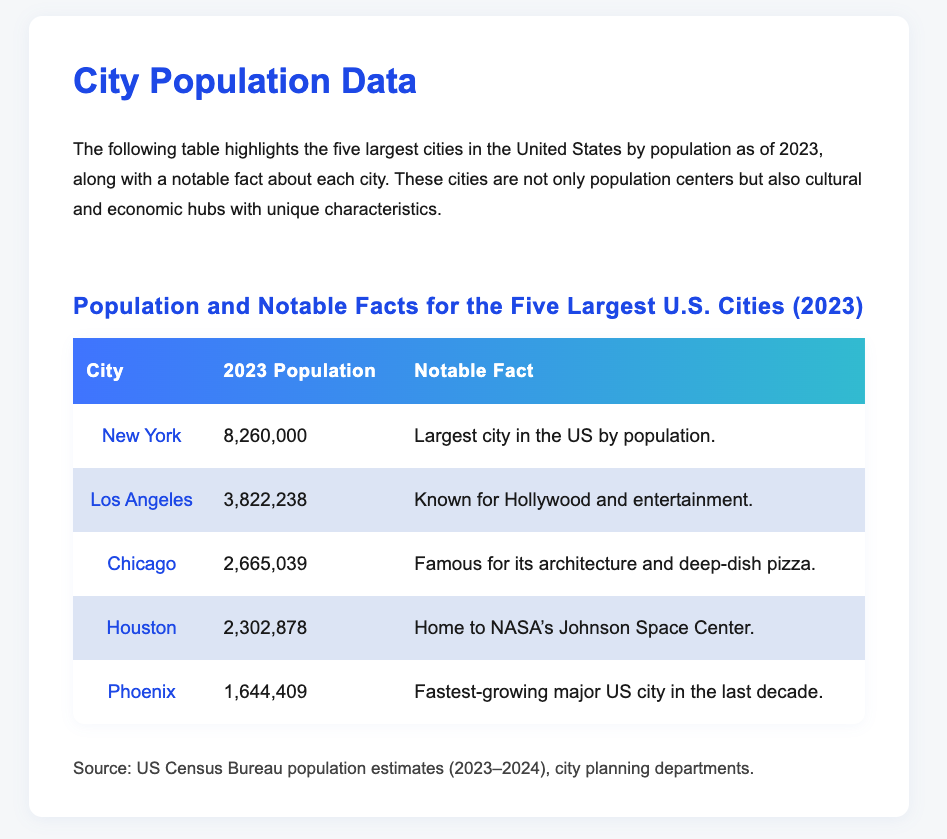 City Population Data
The following table highlights the five largest cities in the United States by population as of 2023,
along with a notable fact about each city. These cities are not only population centers but also cultural
and economic hubs with unique characteristics.
Population and Notable Facts for the Five Largest U.S. Cities (2023)
City 2023 Population Notable Fact
New York 8,260,000 Largest city in the US by population.
Los Angeles 3,822,238 Known for Hollywood and entertainment.
Chicago 2,665,039 Famous for its architecture and deep-dish pizza.
Houston 2,302,878 Home to NASA’s Johnson Space Center.
Phoenix 1,644,409 Fastest-growing major US city in the last decade.
Source: US Census Bureau population estimates (2023–2024), city planning departments.